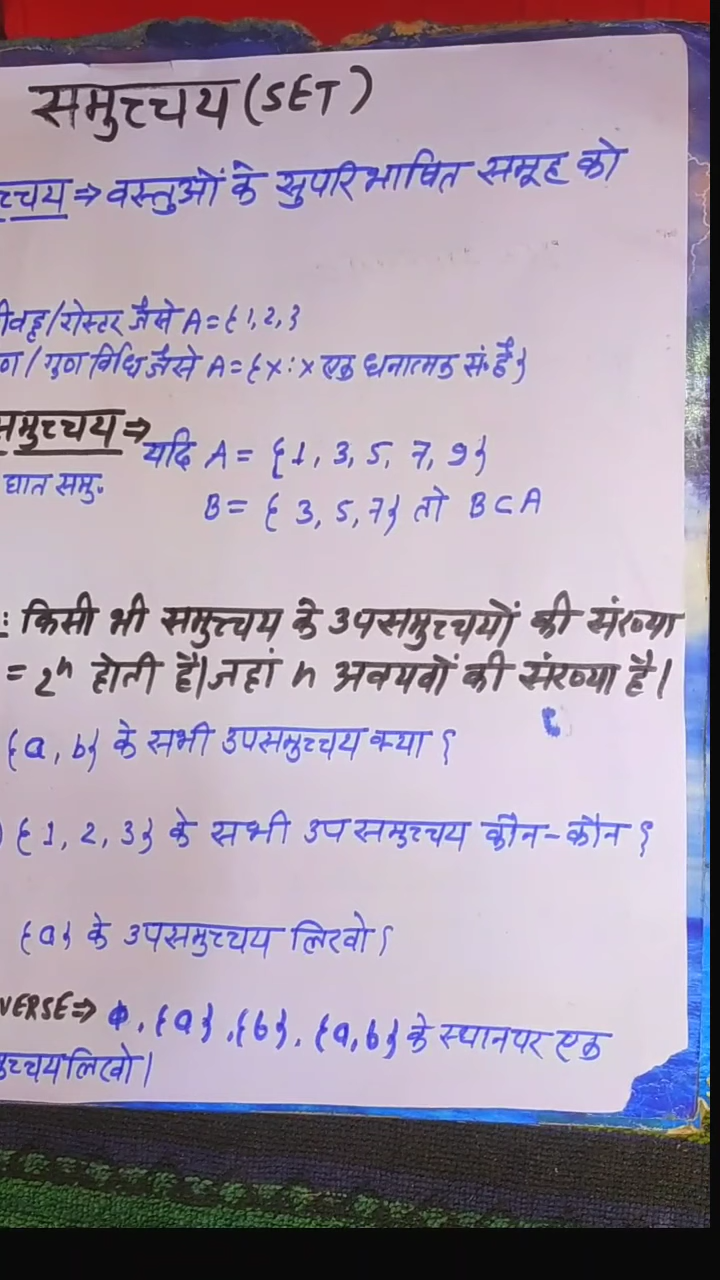 समुच्चय (SET)
च्चय ⇒ वस्तुओं के सुपरिभाषित समूह को
/रोस्टर जैसे A = { 1, 2, 3
/ गुण विधि जैसे A = { x : x एक धनात्मक सं. है }
समुच्चय ⇒
यदि A = { 1, 3, 5, 7, 9 }
घात समु.
B = { 3, 5, 7 } तो B ⊂ A
: किसी भी समुच्चय के उपसमुच्चयों की संख्या
= 2ⁿ होती है। जहां n अवयवों की संख्या है।
{a, b} के सभी उपसमुच्चय क्या ?
) { 1, 2, 3 } के सभी उपसमुच्चय कौन-कौन ?
{a} के उपसमुच्चय लिखो।
VERSE ⇒ ϕ, {a}, {b}, {a, b} के स्थान पर एक
च्चय लिखो।